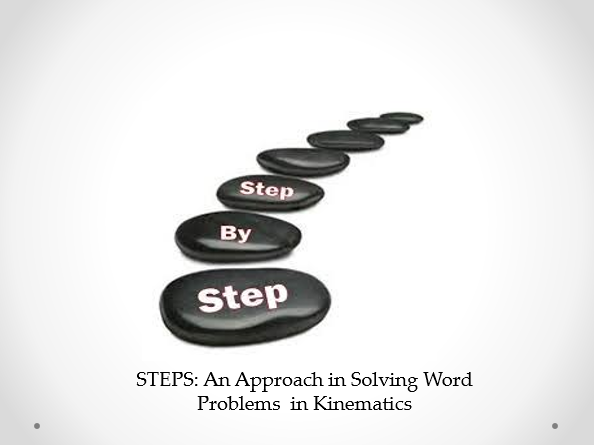 Step
By
Step
STEPS: An Approach in Solving Word
Problems in Kinematics